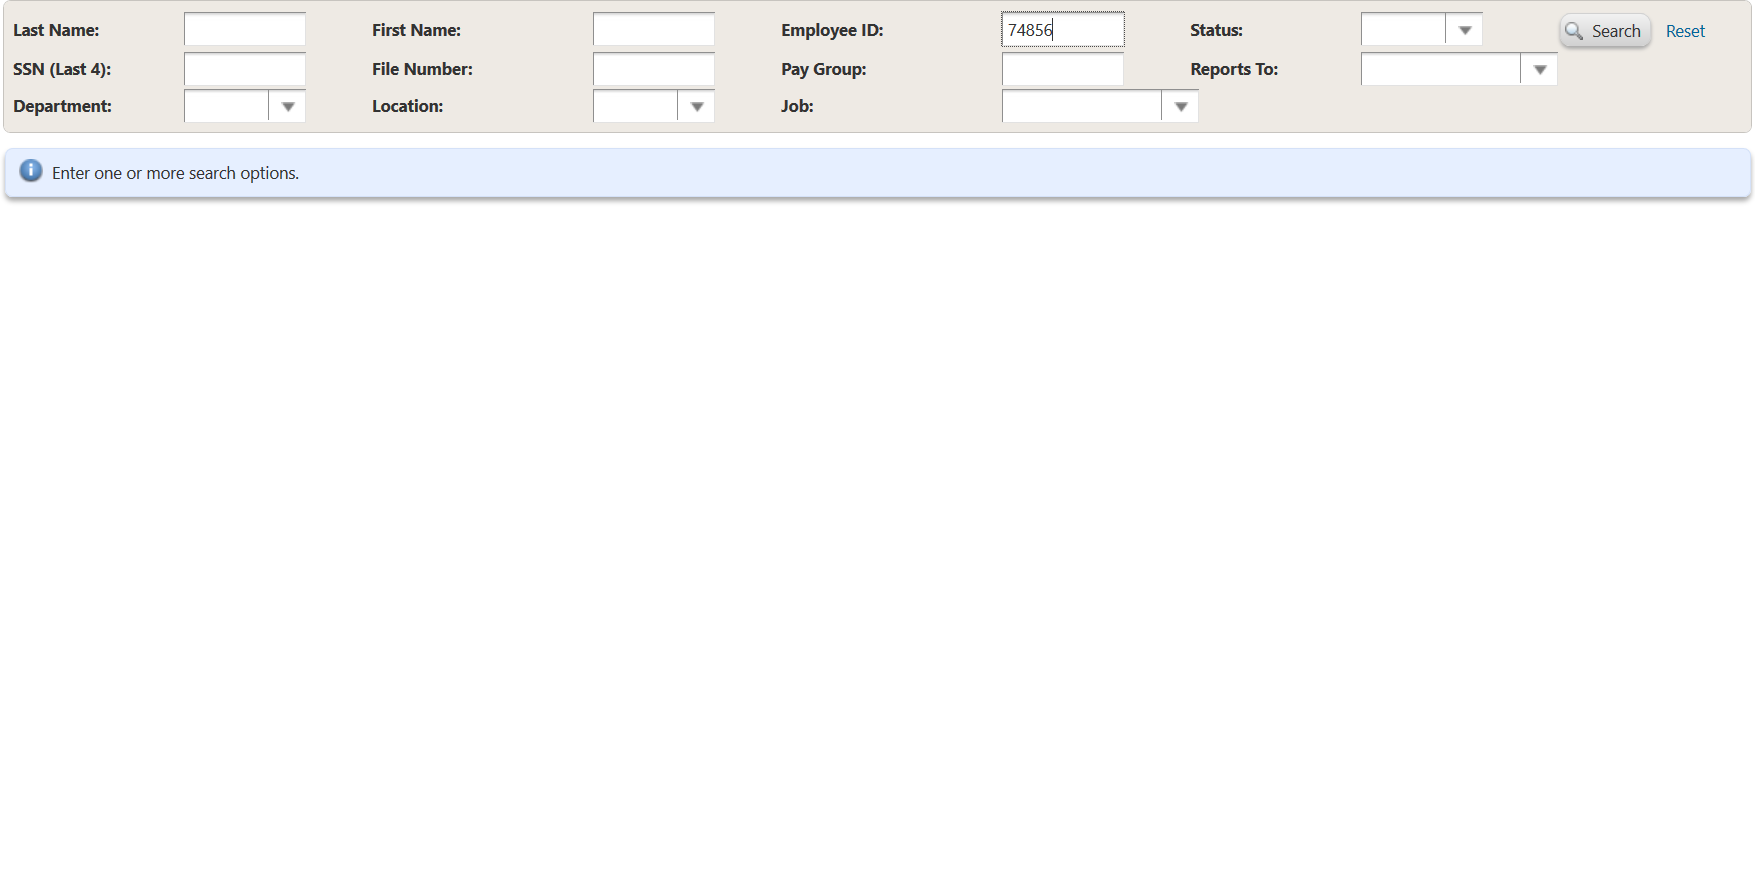 Last Name: First Name: Employee ID: 74856 Status: Search Reset
SSN (Last 4): File Number: Pay Group: Reports To:
Department: Location: Job:
Enter one or more search options.